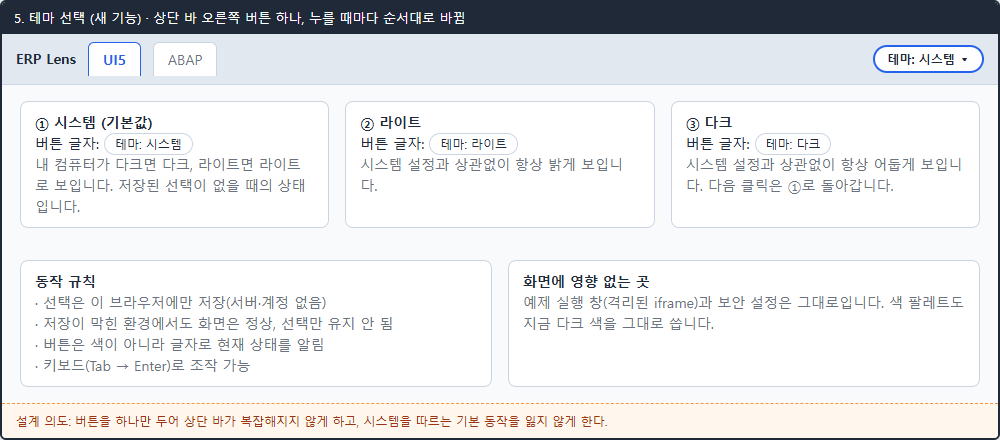 5. 테마 선택 (새 기능) · 상단 바 오른쪽 버튼 하나, 누를 때마다 순서대로 바뀜
ERP Lens UI5 ABAP 테마: 시스템 ▾
① 시스템 (기본값)
버튼 글자: 테마: 시스템
내 컴퓨터가 다크면 다크, 라이트면 라이트
로 보입니다. 저장된 선택이 없을 때의 상태
입니다.
② 라이트
버튼 글자: 테마: 라이트
시스템 설정과 상관없이 항상 밝게 보입니
다.
③ 다크
버튼 글자: 테마: 다크
시스템 설정과 상관없이 항상 어둡게 보입니
다. 다음 클릭은 ①로 돌아갑니다.
동작 규칙
· 선택은 이 브라우저에만 저장(서버·계정 없음)
· 저장이 막힌 환경에서도 화면은 정상, 선택만 유지 안 됨
· 버튼은 색이 아니라 글자로 현재 상태를 알림
· 키보드(Tab → Enter)로 조작 가능
화면에 영향 없는 곳
예제 실행 창(격리된 iframe)과 보안 설정은 그대로입니다. 색 팔레트도
지금 다크 색을 그대로 씁니다.
설계 의도: 버튼을 하나만 두어 상단 바가 복잡해지지 않게 하고, 시스템을 따르는 기본 동작을 잃지 않게 한다.